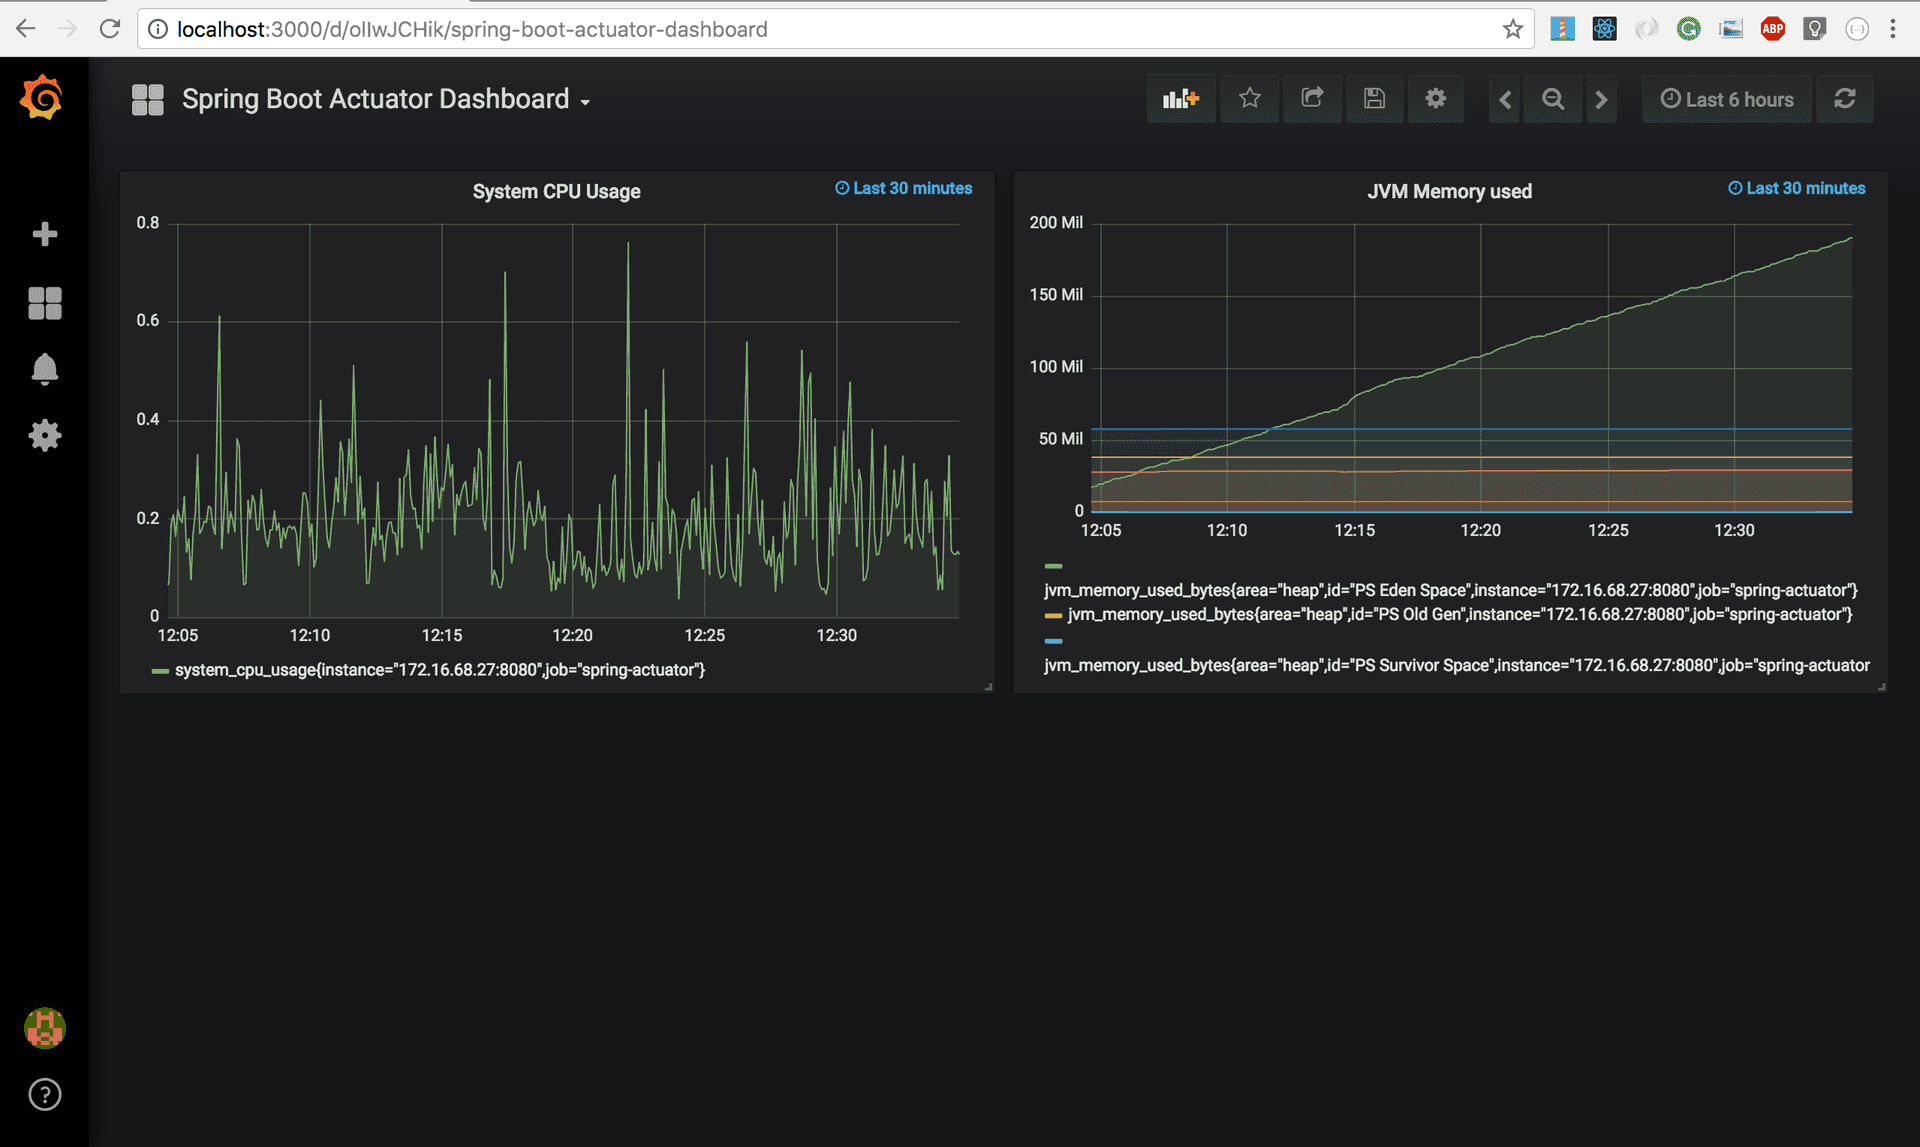 localhost:3000/d/olIwJCHik/spring-boot-actuator-dashboard
ABP
Spring Boot Actuator Dashboard
Last 6 hours
System CPU Usage
Last 30 minutes
0.8
0.6
0.4
0.2
0
12:05 12:10 12:15 12:20 12:25 12:30
system_cpu_usage{instance="172.16.68.27:8080",job="spring-actuator"}
JVM Memory used
Last 30 minutes
200 Mil
150 Mil
100 Mil
50 Mil
0
12:05 12:10 12:15 12:20 12:25 12:30
jvm_memory_used_bytes{area="heap",id="PS Eden Space",instance="172.16.68.27:8080",job="spring-actuator"}
jvm_memory_used_bytes{area="heap",id="PS Old Gen",instance="172.16.68.27:8080",job="spring-actuator"}
jvm_memory_used_bytes{area="heap",id="PS Survivor Space",instance="172.16.68.27:8080",job="spring-actuator